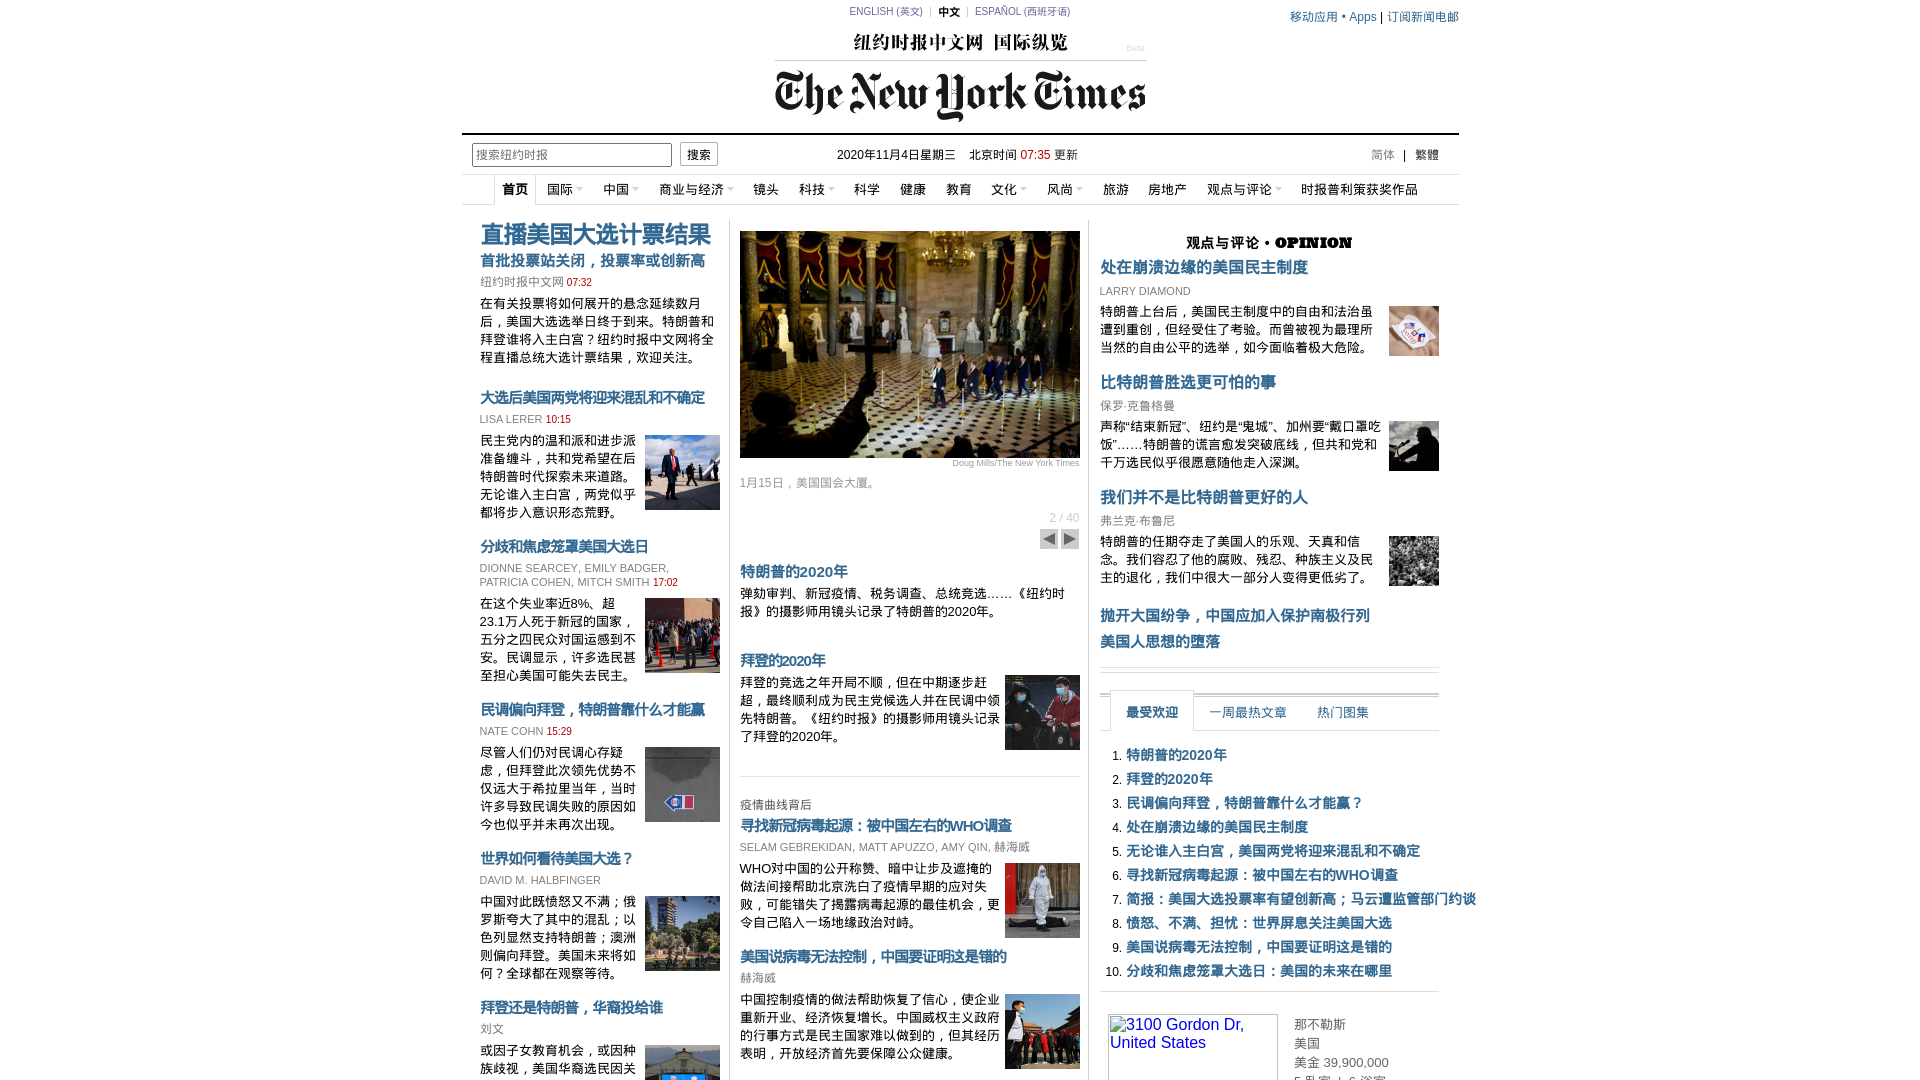 ENGLISH (英文) | 中文 | ESPAÑOL (西班牙语)
移动应用 • Apps | 订阅新闻电邮
纽约时报中文网 国际纵览
Beta
The New York Times
搜索纽约时报 搜索
2020年11月4日星期三 北京时间 07:35 更新
简体 | 繁體
首页 国际 中国 商业与经济 镜头 科技 科学 健康 教育 文化 风尚 旅游 房地产 观点与评论 时报普利策获奖作品
直播美国大选计票结果
首批投票站关闭，投票率或创新高
纽约时报中文网 07:32
在有关投票将如何展开的悬念延续数月
后，美国大选选举日终于到来。特朗普和
拜登谁将入主白宫？纽约时报中文网将全
程直播总统大选计票结果，欢迎关注。
大选后美国两党将迎来混乱和不确定
LISA LERER 10:15
民主党内的温和派和进步派
准备缠斗，共和党希望在后
特朗普时代探索未来道路。
无论谁入主白宫，两党似乎
都将步入意识形态荒野。
分歧和焦虑笼罩美国大选日
DIONNE SEARCEY, EMILY BADGER,
PATRICIA COHEN, MITCH SMITH 17:02
在这个失业率近8%、超
23.1万人死于新冠的国家，
五分之四民众对国运感到不
安。民调显示，许多选民甚
至担心美国可能失去民主。
民调偏向拜登，特朗普靠什么才能赢
NATE COHN 15:29
尽管人们仍对民调心存疑
虑，但拜登此次领先优势不
仅远大于希拉里当年，当时
许多导致民调失败的原因如
今也似乎并未再次出现。
世界如何看待美国大选？
DAVID M. HALBFINGER
中国对此既愤怒又不满；俄
罗斯夸大了其中的混乱；以
色列显然支持特朗普；澳洲
则偏向拜登。美国未来将如
何？全球都在观察等待。
拜登还是特朗普，华裔投给谁
刘文
或因子女教育机会，或因种
族歧视，美国华裔选民因关
Doug Mills/The New York Times
1月15日，美国国会大厦。
2 / 40
特朗普的2020年
弹劾审判、新冠疫情、税务调查、总统竞选……《纽约时
报》的摄影师用镜头记录了特朗普的2020年。
拜登的2020年
拜登的竞选之年开局不顺，但在中期逐步赶
超，最终顺利成为民主党候选人并在民调中领
先特朗普。《纽约时报》的摄影师用镜头记录
了拜登的2020年。
疫情曲线背后
寻找新冠病毒起源：被中国左右的WHO调查
SELAM GEBREKIDAN, MATT APUZZO, AMY QIN, 赫海威
WHO对中国的公开称赞、暗中让步及遮掩的
做法间接帮助北京洗白了疫情早期的应对失
败，可能错失了揭露病毒起源的最佳机会，更
令自己陷入一场地缘政治对峙。
美国说病毒无法控制，中国要证明这是错的
赫海威
中国控制疫情的做法帮助恢复了信心，使企业
重新开业、经济恢复增长。中国威权主义政府
的行事方式是民主国家难以做到的，但其经历
表明，开放经济首先要保障公众健康。
观点与评论 • OPINION
处在崩溃边缘的美国民主制度
LARRY DIAMOND
特朗普上台后，美国民主制度中的自由和法治虽
遭到重创，但经受住了考验。而曾被视为最理所
当然的自由公平的选举，如今面临着极大危险。
比特朗普胜选更可怕的事
保罗·克鲁格曼
声称“结束新冠”、纽约是“鬼城”、加州要“戴口罩吃
饭”……特朗普的谎言愈发突破底线，但共和党和
千万选民似乎很愿意随他走入深渊。
我们并不是比特朗普更好的人
弗兰克·布鲁尼
特朗普的任期夺走了美国人的乐观、天真和信
念。我们容忍了他的腐败、残忍、种族主义及民
主的退化，我们中很大一部分人变得更低劣了。
抛开大国纷争，中国应加入保护南极行列
美国人思想的堕落
最受欢迎 一周最热文章 热门图集
1. 特朗普的2020年
2. 拜登的2020年
3. 民调偏向拜登，特朗普靠什么才能赢？
4. 处在崩溃边缘的美国民主制度
5. 无论谁入主白宫，美国两党将迎来混乱和不确定
6. 寻找新冠病毒起源：被中国左右的WHO调查
7. 简报：美国大选投票率有望创新高；马云遭监管部门约谈
8. 愤怒、不满、担忧：世界屏息关注美国大选
9. 美国说病毒无法控制，中国要证明这是错的
10. 分歧和焦虑笼罩大选日：美国的未来在哪里
3100 Gordon Dr,
United States
那不勒斯
美国
美金 39,900,000